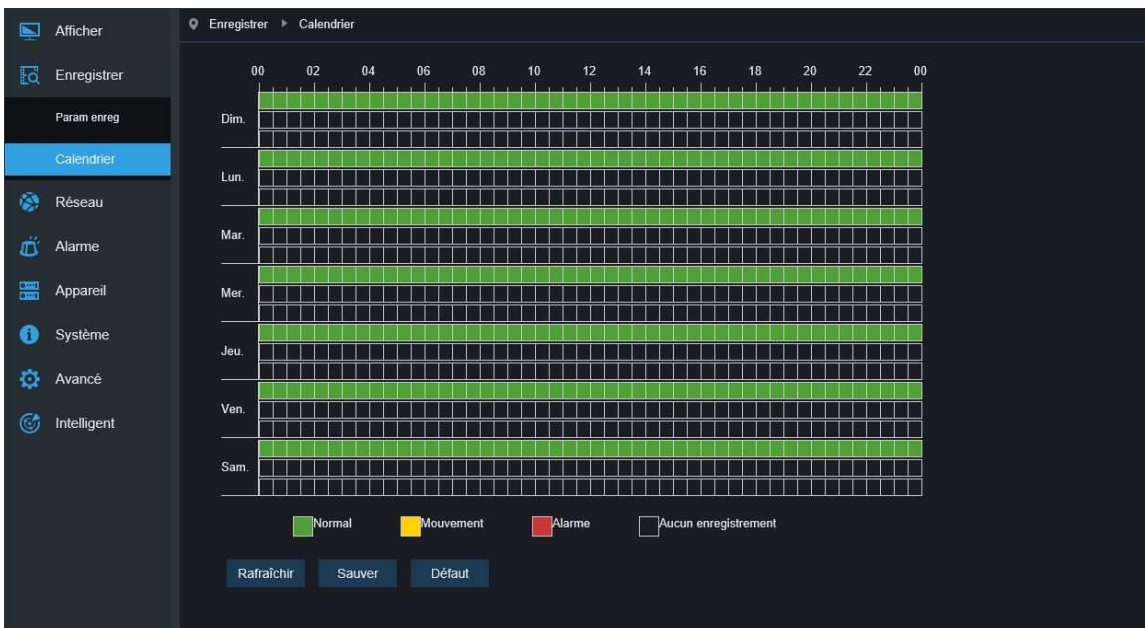 Afficher
Enregistrer
Param enreg
Calendrier
Réseau
Alarme
Appareil
Système
Avancé
Intelligent
Enregistrer Calendrier
00 02 04 06 08 10 12 14 16 18 20 22 00
Dim.
Lun.
Mar.
Mer.
Jeu.
Ven.
Sam.
Normal Mouvement Alarme Aucun enregistrement
Rafraîchir Sauver Défaut